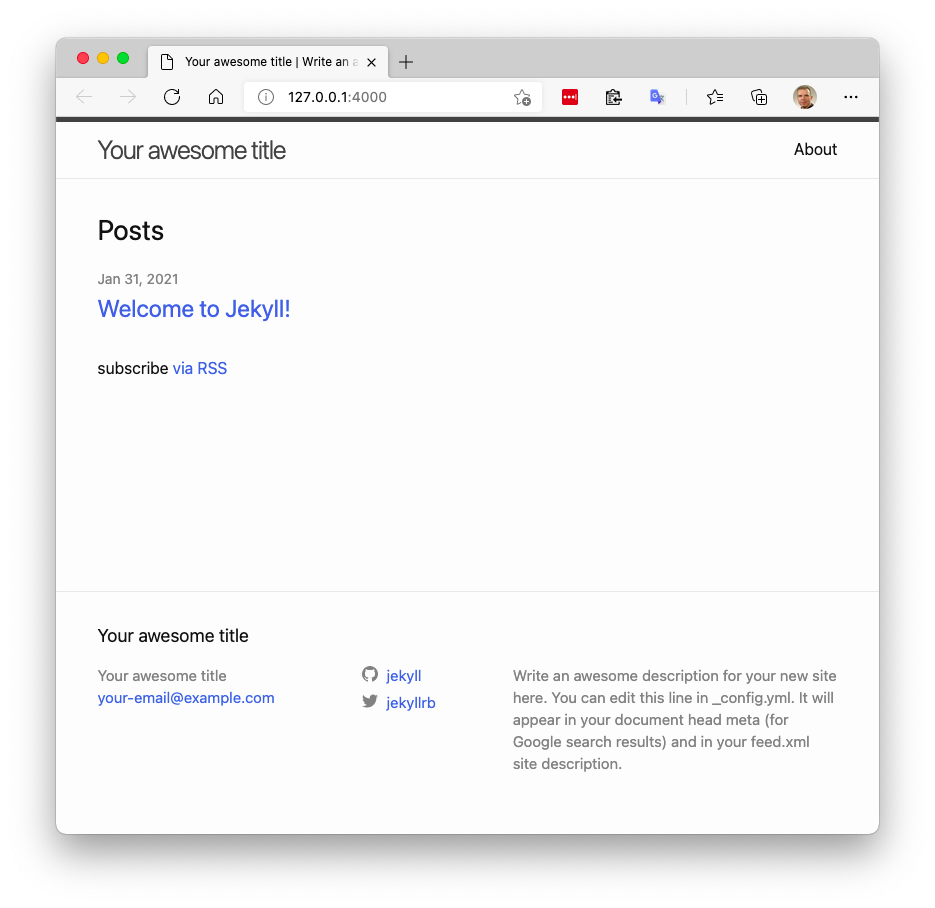 Your awesome title | Write an a
127.0.0.1:4000
Your awesome title
About
Posts
Jan 31, 2021
Welcome to Jekyll!
subscribe via RSS
Your awesome title
Your awesome title
your-email@example.com
jekyll
jekyllrb
Write an awesome description for your new site
here. You can edit this line in _config.yml. It will
appear in your document head meta (for
Google search results) and in your feed.xml
site description.